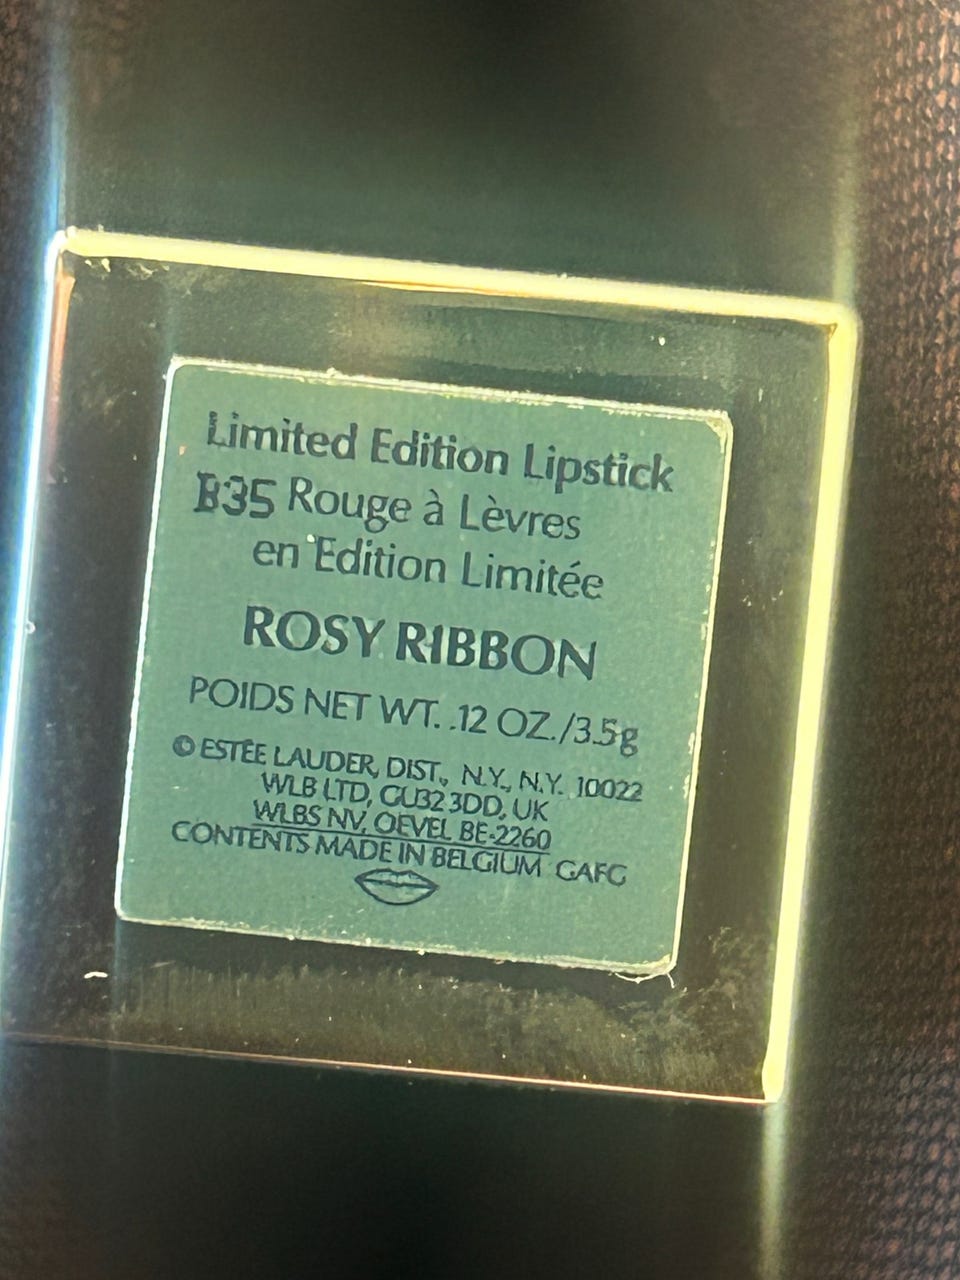 Limited Edition Lipstick
B35 Rouge à Lèvres
en Edition Limitée
ROSY RIBBON
POIDS NET WT. .12 OZ./3.5g
© ESTĒE LAUDER, DIST., N.Y., N.Y. 10022
WLB LTD, GU32 3DD, UK
WLBS NV, OEVEL BE-2260
CONTENTS MADE IN BELGIUM GAFG